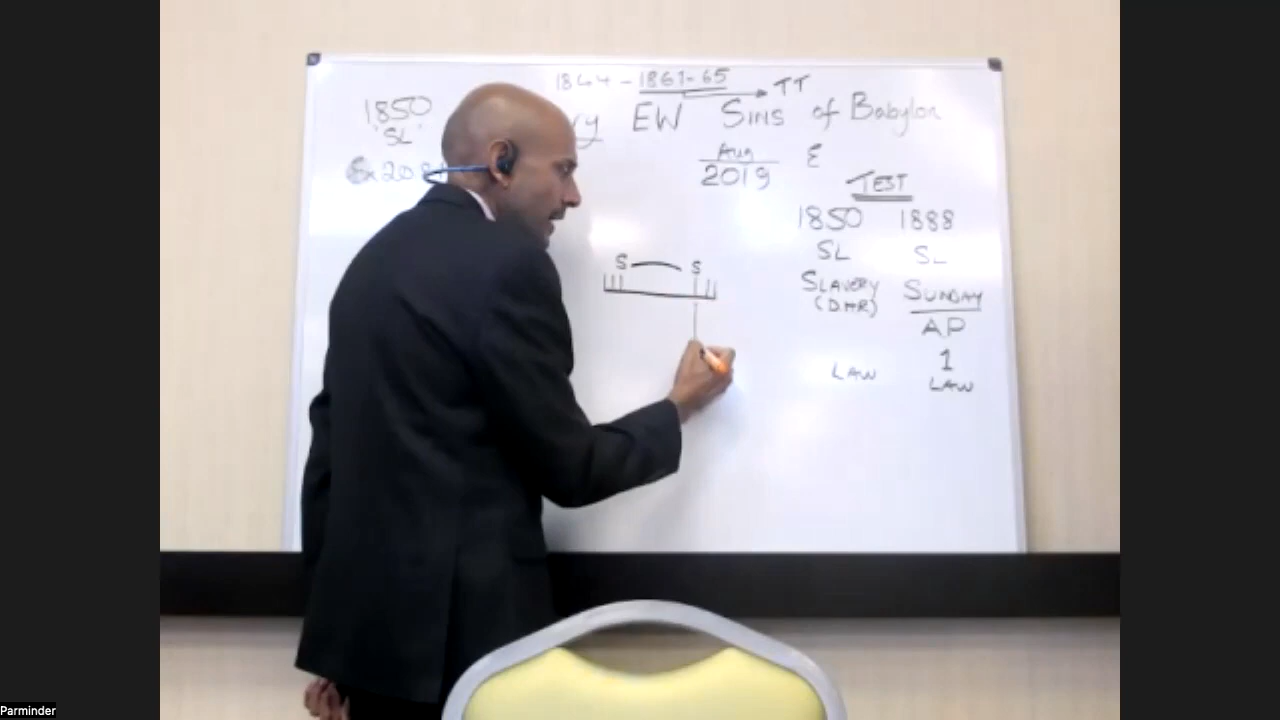 1844 - 1861-65 → TT
1850
'SL'
EW Sins of Babylon
Aug
2019
E
TEST
1850 1888
SL SL
SLAVERY SUNDAY
AP
S S
1
LAW LAW
Parminder